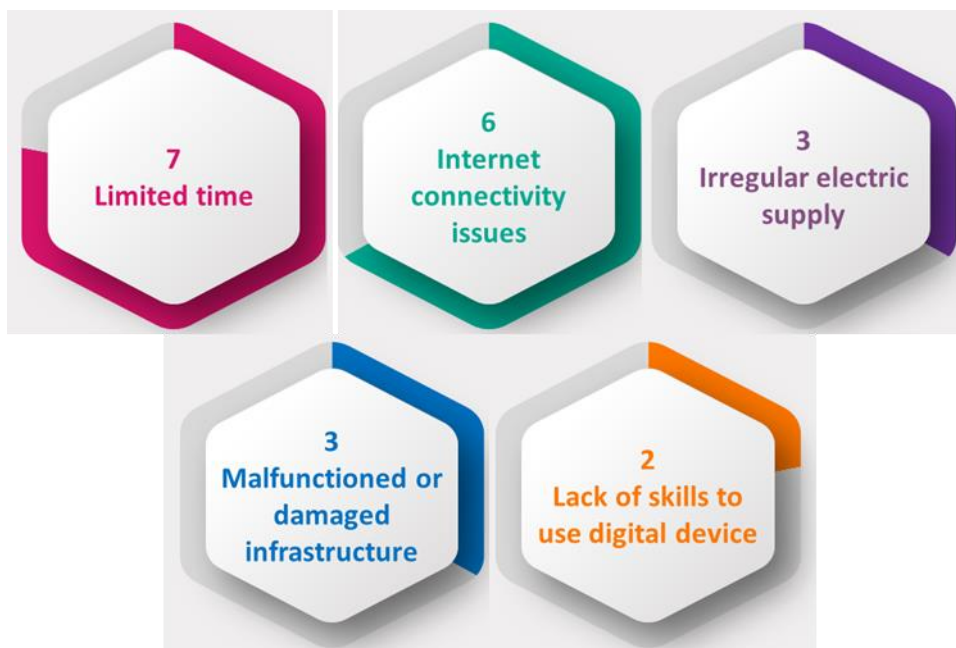 7
Limited time
6
Internet
connectivity
issues
3
Irregular electric
supply
3
Malfunctioned or
damaged
infrastructure
2
Lack of skills to
use digital device